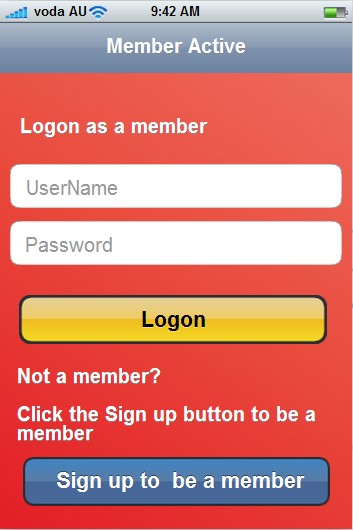 voda AU 9:42 AM
Member Active
Logon as a member
UserName
Password
Logon
Not a member?
Click the Sign up button to be a
member
Sign up to  be a member